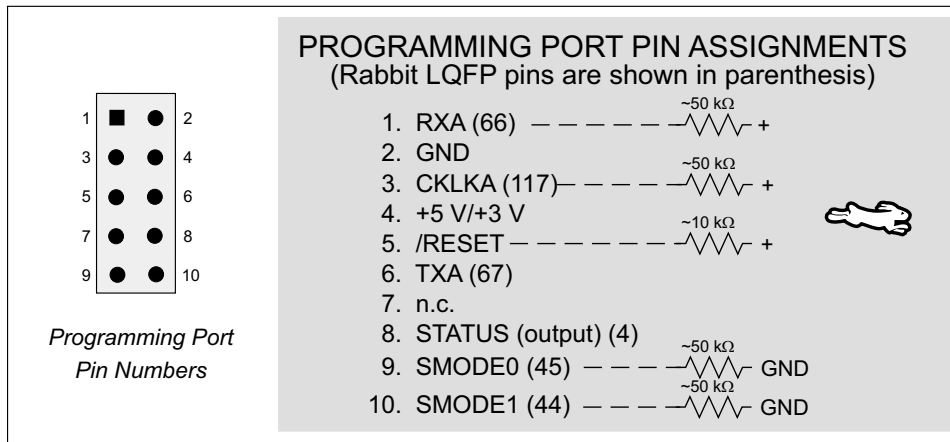 PROGRAMMING PORT PIN ASSIGNMENTS
(Rabbit LQFP pins are shown in parenthesis)
1 2
3 4
5 6
7 8
9 10
Programming Port
Pin Numbers
~50 kΩ
1. RXA (66) +
2. GND
~50 kΩ
3. CKLKA (117) +
4. +5 V/+3 V
~10 kΩ
5. /RESET +
6. TXA (67)
7. n.c.
8. STATUS (output) (4)
~50 kΩ
9. SMODE0 (45) GND
~50 kΩ
10. SMODE1 (44) GND